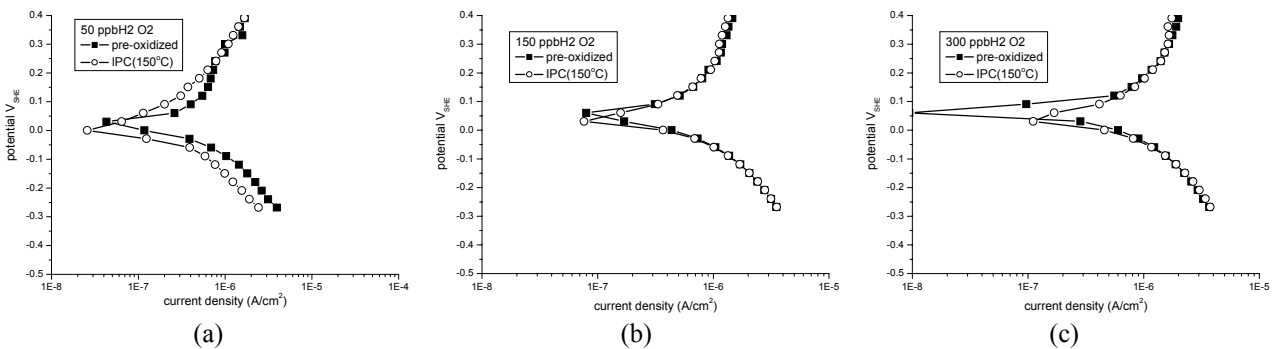 0.4
0.3
0.2
0.1
0.0
-0.1
-0.2
-0.3
-0.4
-0.5
potential V_SHE
50 ppbH2 O2
pre-oxidized
IPC(150°C)
1E-8 1E-7 1E-6 1E-5 1E-4
current density (A/cm²)
(a)
0.4
0.3
0.2
0.1
0.0
-0.1
-0.2
-0.3
-0.4
-0.5
potential V_SHE
150 ppbH2 O2
pre-oxidized
IPC(150°C)
1E-8 1E-7 1E-6 1E-5
current density (A/cm²)
(b)
0.4
0.3
0.2
0.1
0.0
-0.1
-0.2
-0.3
-0.4
-0.5
potential V_SHE
300 ppbH2 O2
pre-oxidized
IPC(150°C)
1E-8 1E-7 1E-6 1E-5
current density (A/cm²)
(c)